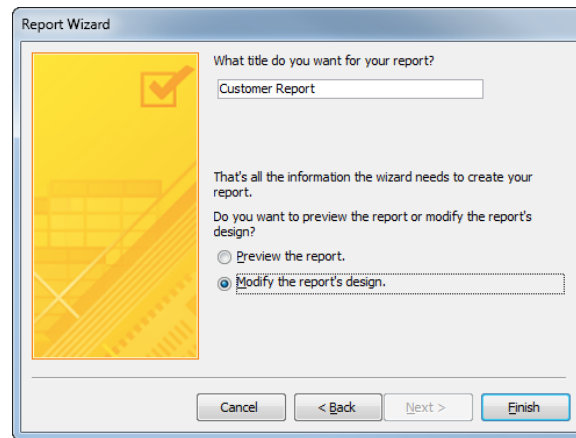 Report Wizard
What title do you want for your report?
Customer Report
That's all the information the wizard needs to create your
report.
Do you want to preview the report or modify the report's
design?
Preview the report.
Modify the report's design.
Cancel
< Back
Next >
Finish